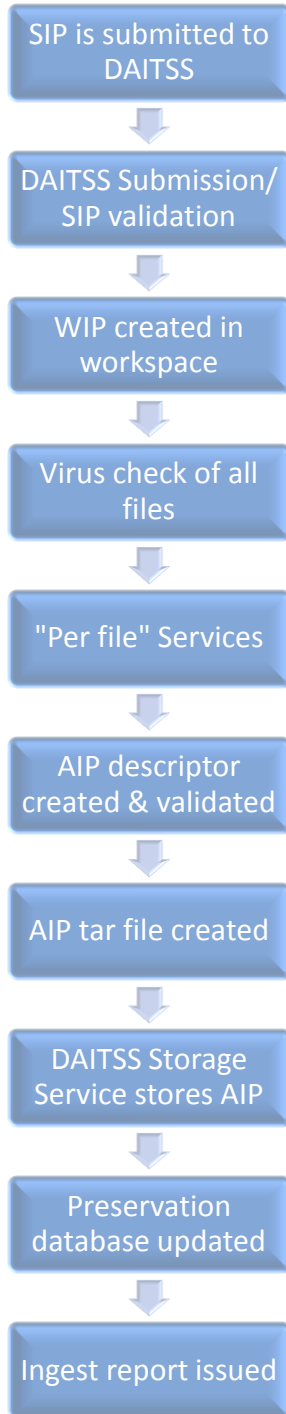 SIP is submitted to
DAITSS
DAITSS Submission/
SIP validation
WIP created in
workspace
Virus check of all
files
"Per file" Services
AIP descriptor
created & validated
AIP tar file created
DAITSS Storage
Service stores AIP
Preservation
database updated
Ingest report issued